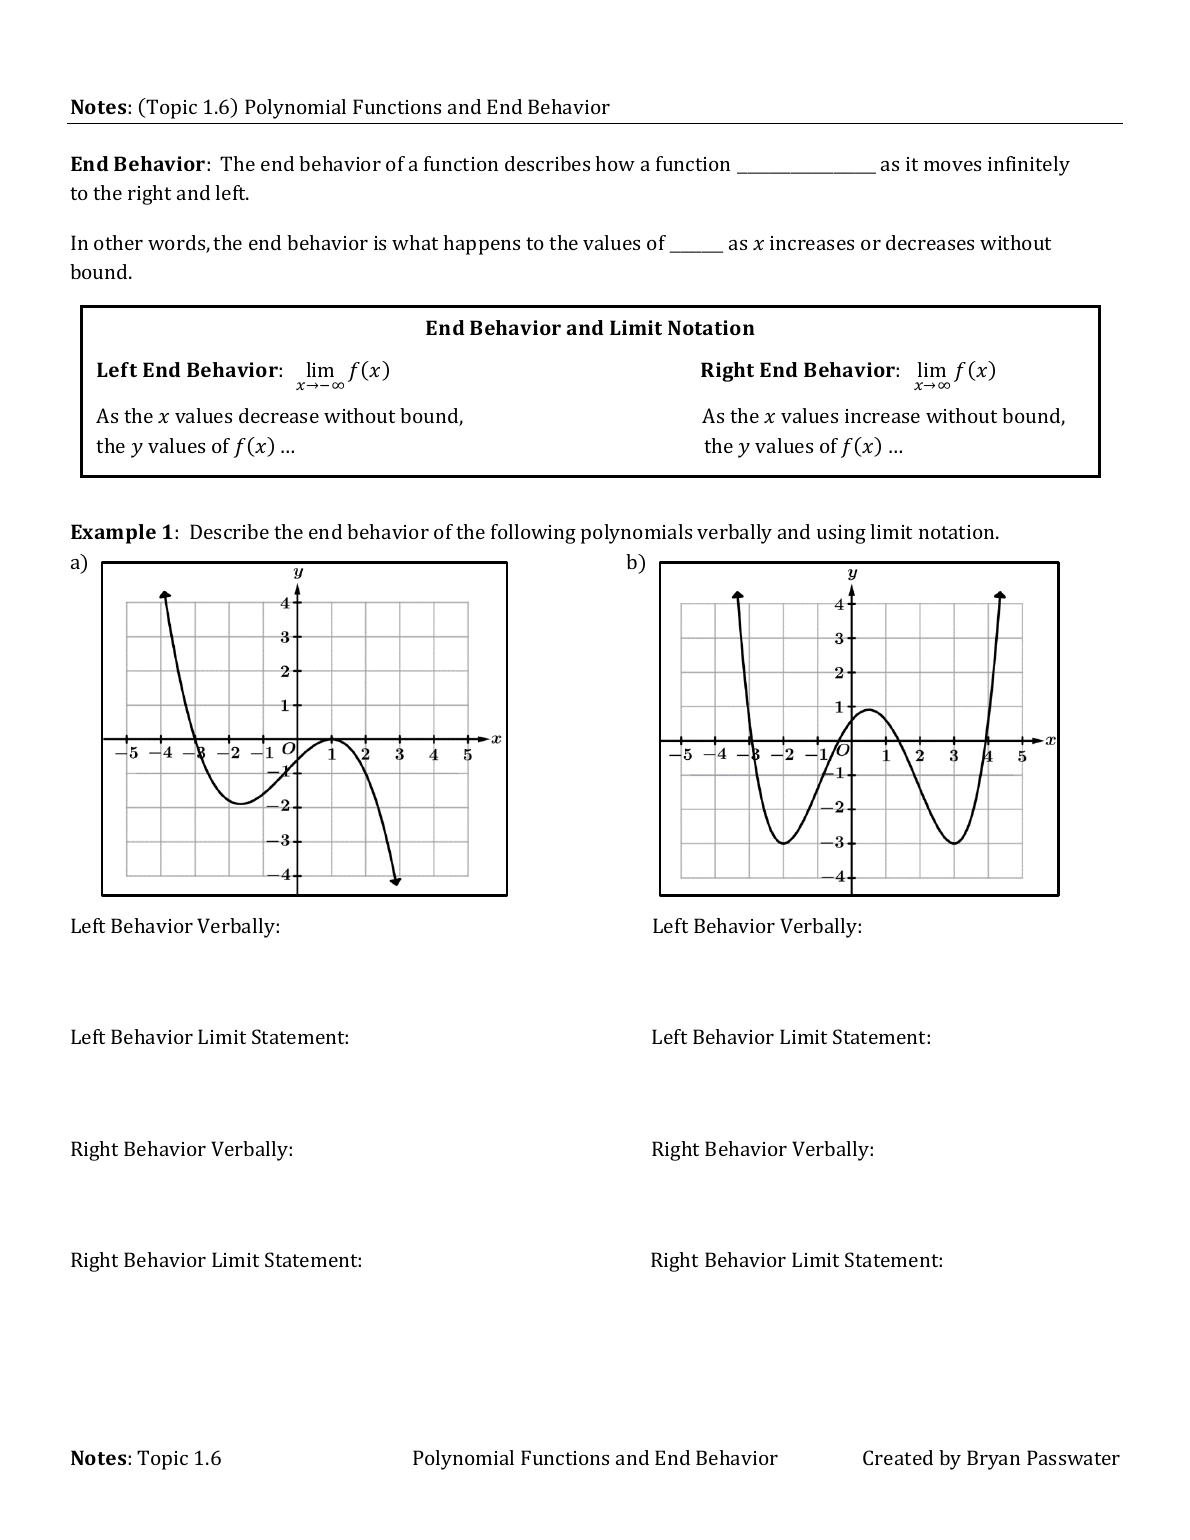 Notes: (Topic 1.6) Polynomial Functions and End Behavior
End Behavior:  The end behavior of a function describes how a function _________________ as it moves infinitely
to the right and left.
In other words, the end behavior is what happens to the values of ______ as x increases or decreases without
bound.
End Behavior and Limit Notation
Left End Behavior:  lim f(x)
x→−∞
Right End Behavior:  lim f(x)
x→∞
As the x values decrease without bound,
the y values of f(x) ...
As the x values increase without bound,
the y values of f(x) ...
Example 1:  Describe the end behavior of the following polynomials verbally and using limit notation.
a)
y
4
3
2
1
−5 −4 −3 −2 −1 O 1 2 3 4 5 x
−1
−2
−3
−4
b)
y
4
3
2
1
−5 −4 −3 −2 −1 O 1 2 3 4 5 x
−1
−2
−3
−4
Left Behavior Verbally:
Left Behavior Verbally:
Left Behavior Limit Statement:
Left Behavior Limit Statement:
Right Behavior Verbally:
Right Behavior Verbally:
Right Behavior Limit Statement:
Right Behavior Limit Statement:
Notes: Topic 1.6
Polynomial Functions and End Behavior
Created by Bryan Passwater